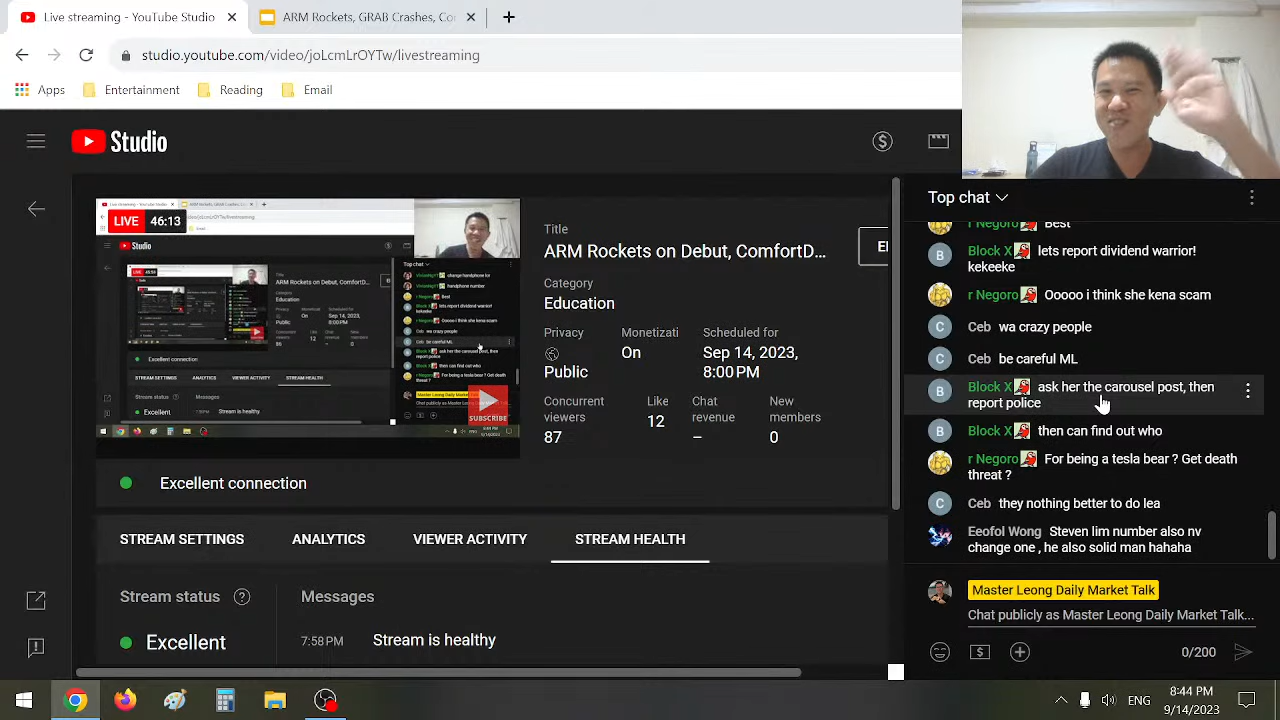 Live streaming - YouTube Studio
ARM Rockets, GRAB Crashes, Co
studio.youtube.com/video/joLcmLrOYTw/livestreaming
Apps
Entertainment
Reading
Email
Studio
LIVE 46:13
Title
ARM Rockets on Debut, ComfortD...
Category
Education
Privacy
Public
Monetizati
On
Scheduled for
Sep 14, 2023,
8:00 PM
Concurrent
viewers
87
Like
12
Chat
revenue
–
New
members
0
SUBSCRIBE
Excellent connection
STREAM SETTINGS
ANALYTICS
VIEWER ACTIVITY
STREAM HEALTH
Stream status
Messages
Excellent
7:58 PM
Stream is healthy
Top chat
r Negoro Best
Block X lets report dividend warrior!
kekeeke
r Negoro Ooooo i think she kena scam
Ceb wa crazy people
Ceb be careful ML
Block X ask her the carousel post, then
report police
Block X then can find out who
r Negoro For being a tesla bear ? Get death
threat ?
Ceb they nothing better to do lea
Eeofol Wong Steven lim number also nv
change one , he also solid man hahaha
Master Leong Daily Market Talk
Chat publicly as Master Leong Daily Market Talk...
0/200
ENG
8:44 PM
9/14/2023